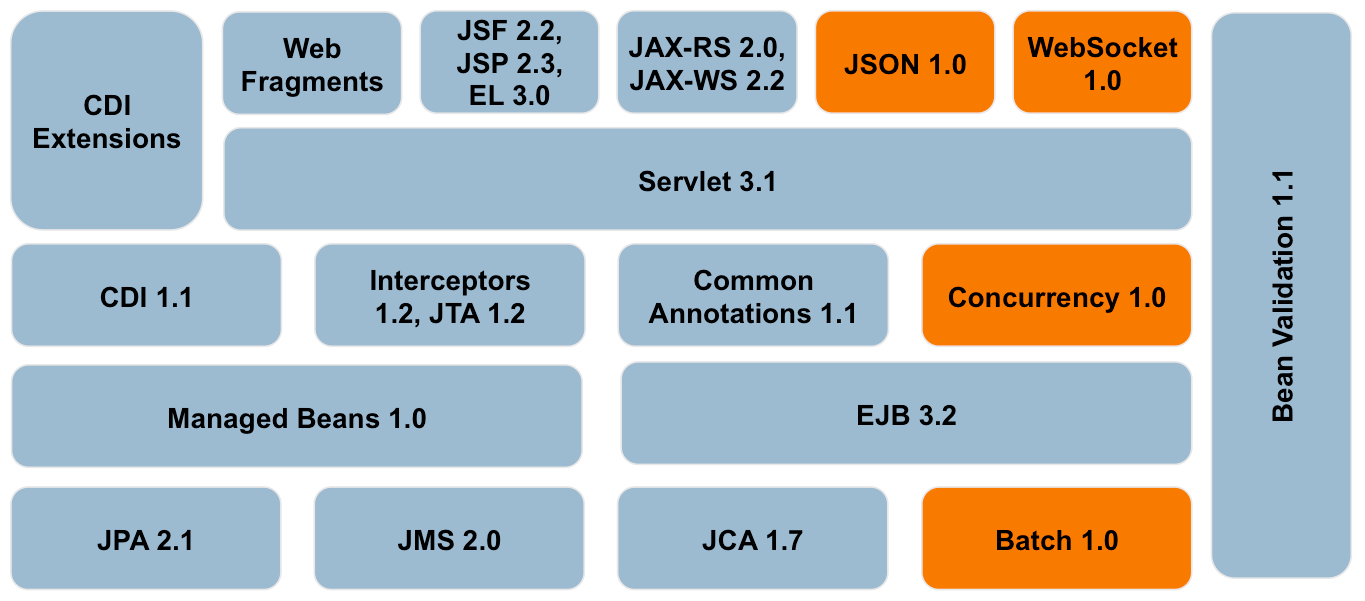 CDI
Extensions
Web
Fragments
JSF 2.2,
JSP 2.3,
EL 3.0
JAX-RS 2.0,
JAX-WS 2.2
JSON 1.0
WebSocket
1.0
Servlet 3.1
Bean Validation 1.1
CDI 1.1
Interceptors
1.2, JTA 1.2
Common
Annotations 1.1
Concurrency 1.0
Managed Beans 1.0
EJB 3.2
JPA 2.1
JMS 2.0
JCA 1.7
Batch 1.0